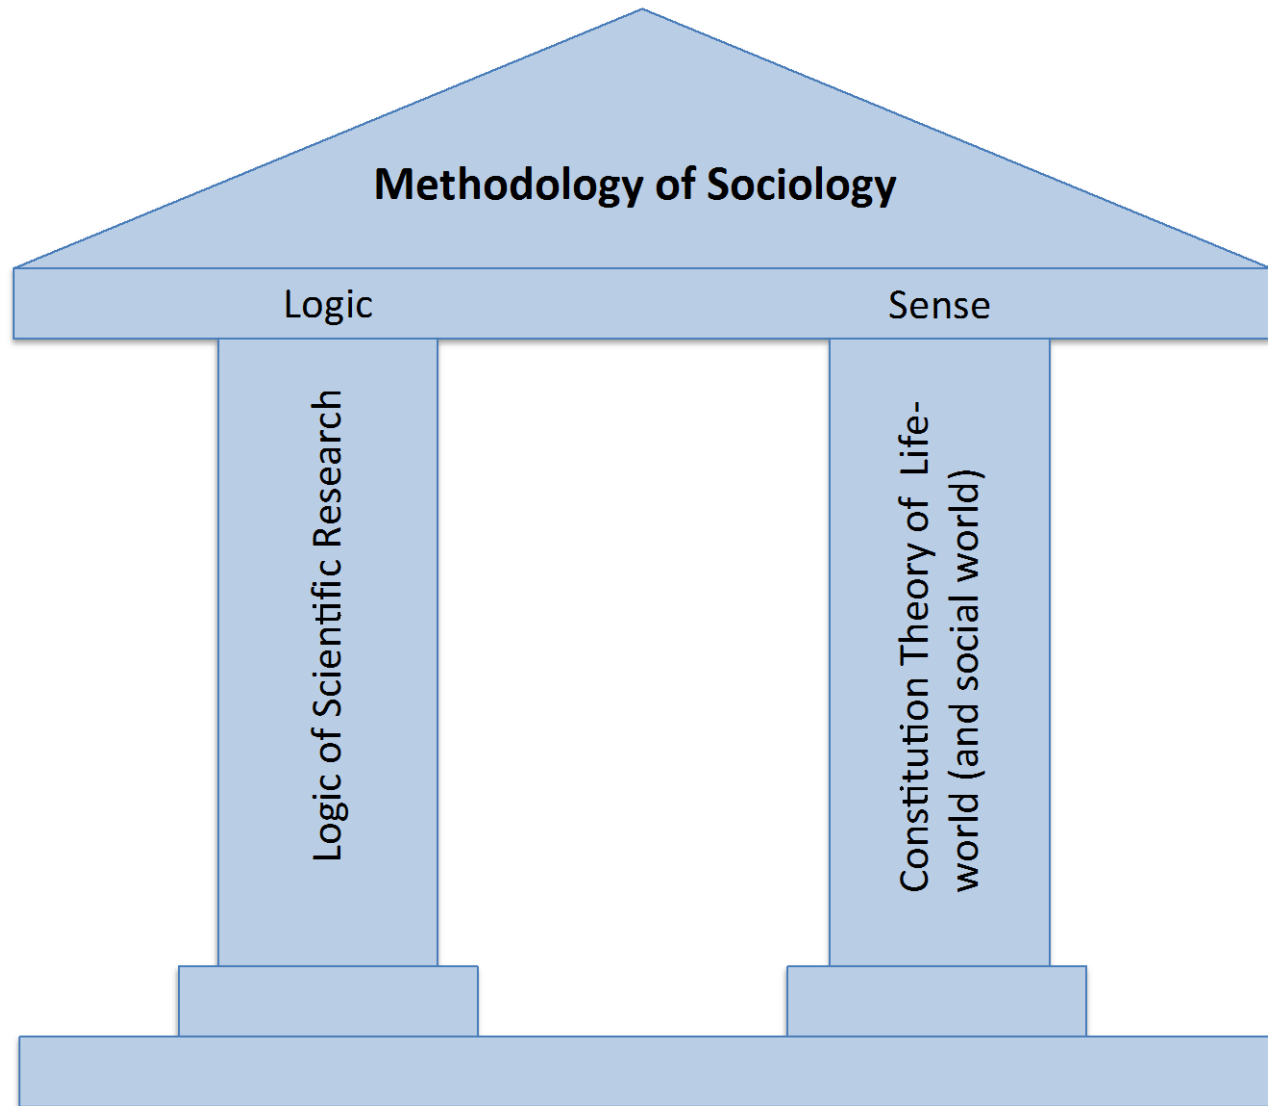 Methodology of Sociology
Logic
Sense
Logic of Scientific Research
Constitution Theory of Life-
world (and social world)